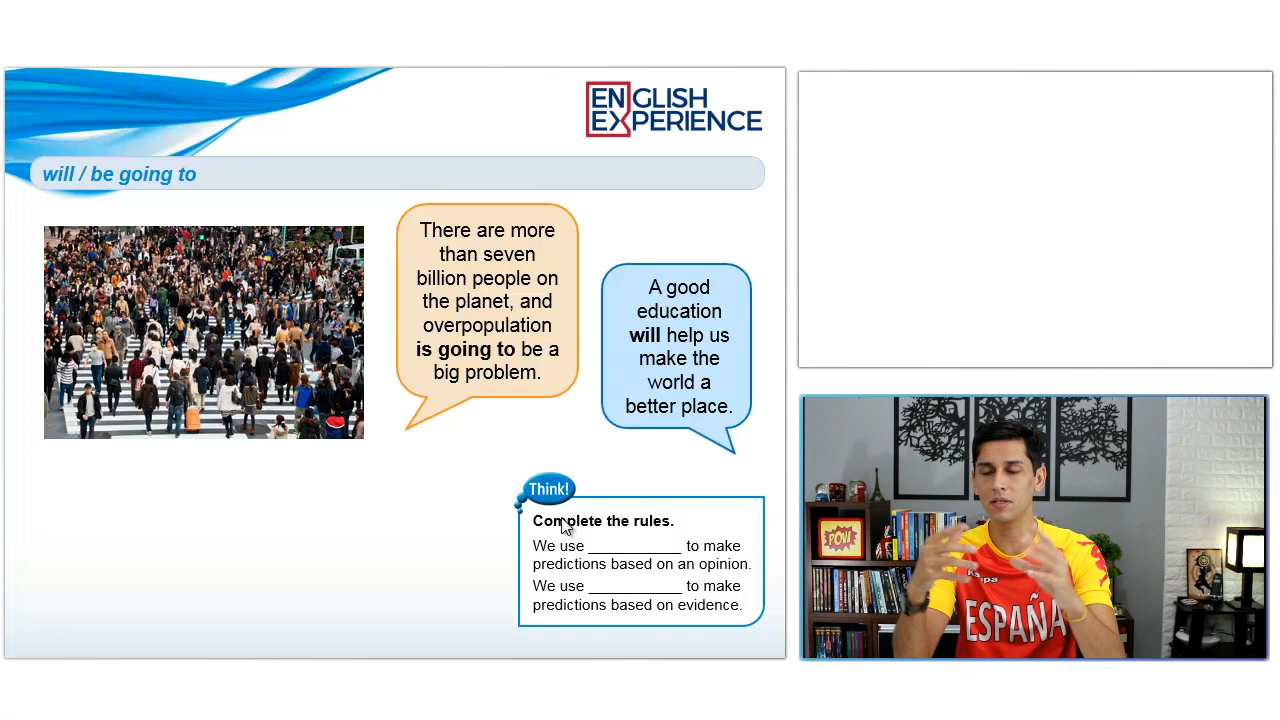 ENGLISH
EXPERIENCE
will / be going to
There are more
than seven
billion people on
the planet, and
overpopulation
is going to be a
big problem.
A good
education
will help us
make the
world a
better place.
Think!
Complete the rules.
We use ___________ to make
predictions based on an opinion.
We use ___________ to make
predictions based on evidence.
POW!
Kappa
ESPAÑA